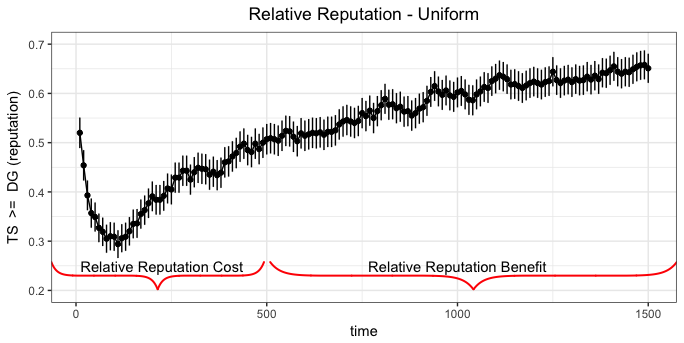 Relative Reputation - Uniform
TS >= DG (reputation)
0.7
0.6
0.5
0.4
0.3
0.2
Relative Reputation Cost
Relative Reputation Benefit
0
500
1000
1500
time